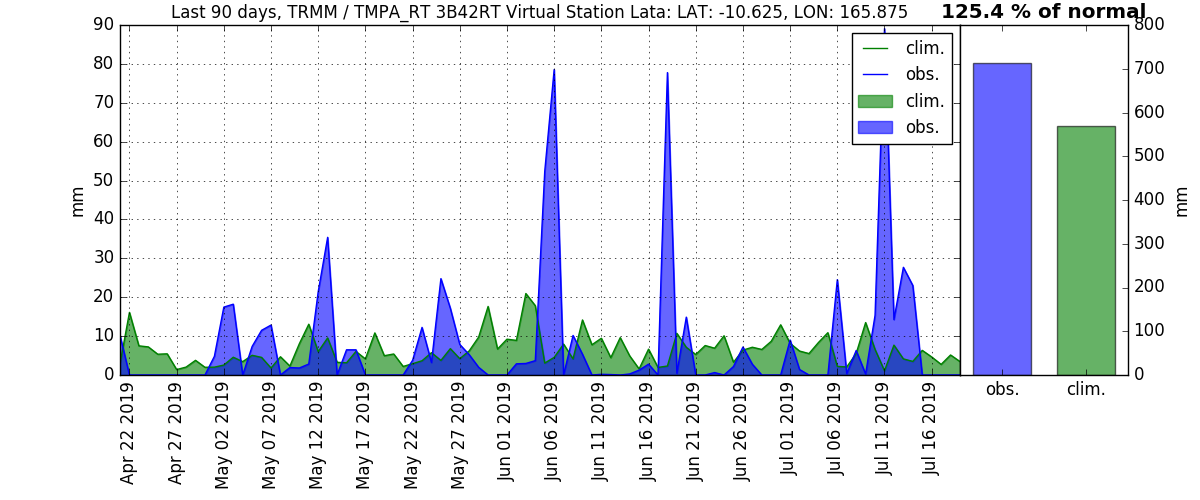 Last 90 days, TRMM / TMPA_RT 3B42RT Virtual Station Lata: LAT: -10.625, LON: 165.875
125.4 % of normal
90
80
70
60
50
40
30
20
10
0
mm
clim.
obs.
clim.
obs.
Apr 22 2019
Apr 27 2019
May 02 2019
May 07 2019
May 12 2019
May 17 2019
May 22 2019
May 27 2019
Jun 01 2019
Jun 06 2019
Jun 11 2019
Jun 16 2019
Jun 21 2019
Jun 26 2019
Jul 01 2019
Jul 06 2019
Jul 11 2019
Jul 16 2019
800
700
600
500
400
300
200
100
0
mm
obs.
clim.